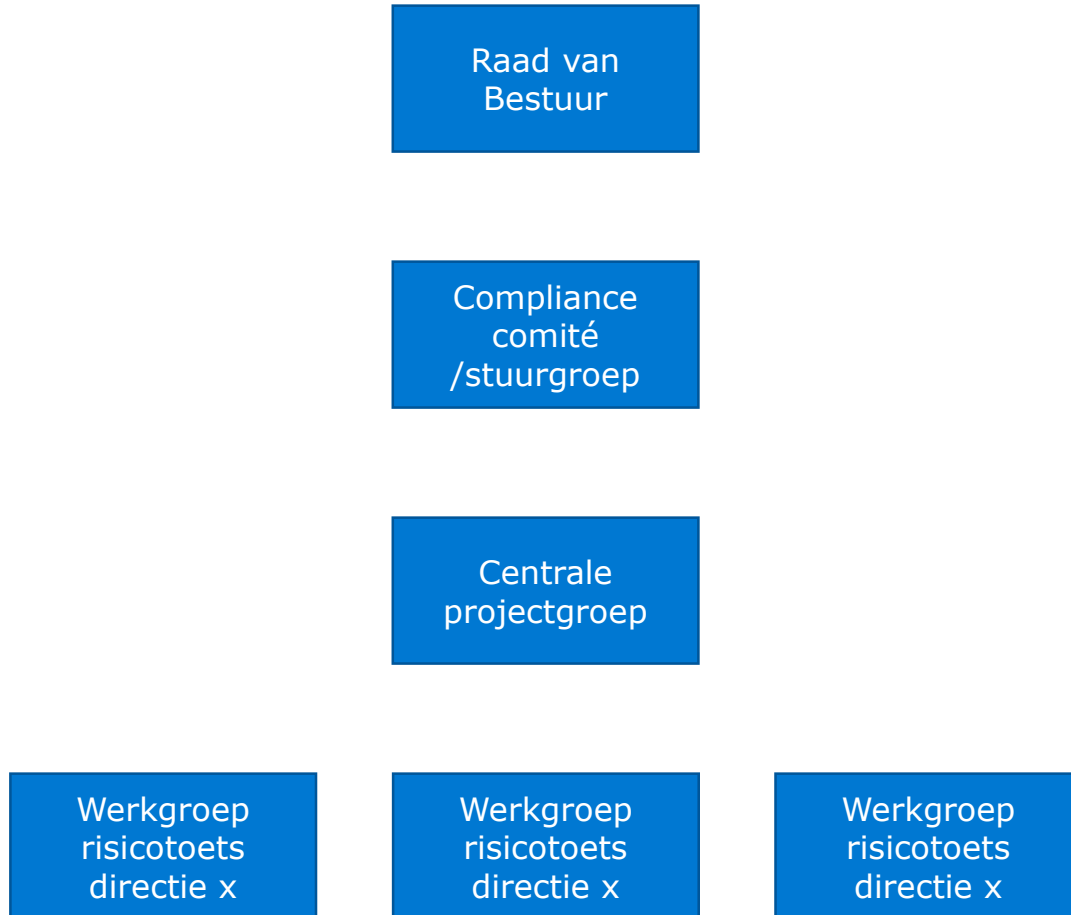 Raad van
Bestuur
Compliance
comité
/stuurgroep
Centrale
projectgroep
Werkgroep
risicotoets
directie x
Werkgroep
risicotoets
directie x
Werkgroep
risicotoets
directie x